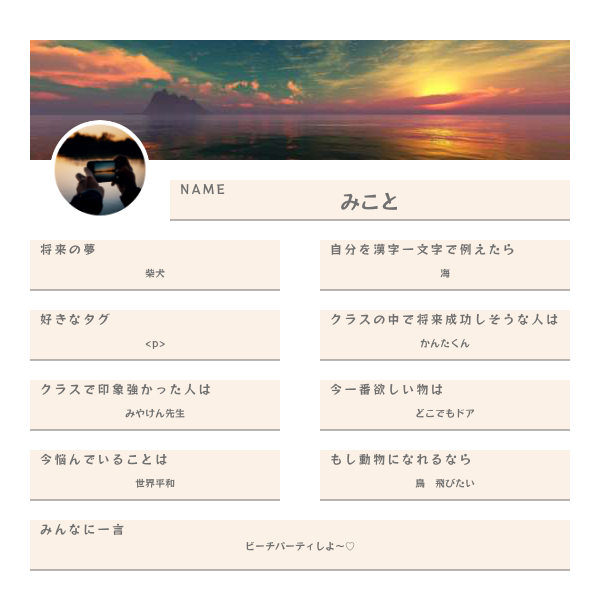 NAME
みこと
将来の夢
柴犬
自分を漢字一文字で例えたら
海
好きなタグ
<p>
クラスの中で将来成功しそうな人は
かんたくん
クラスで印象強かった人は
みやけん先生
今一番欲しい物は
どこでもドア
今悩んでいることは
世界平和
もし動物になれるなら
鳥　飛びたい
みんなに一言
ビーチパーティしよ〜♡